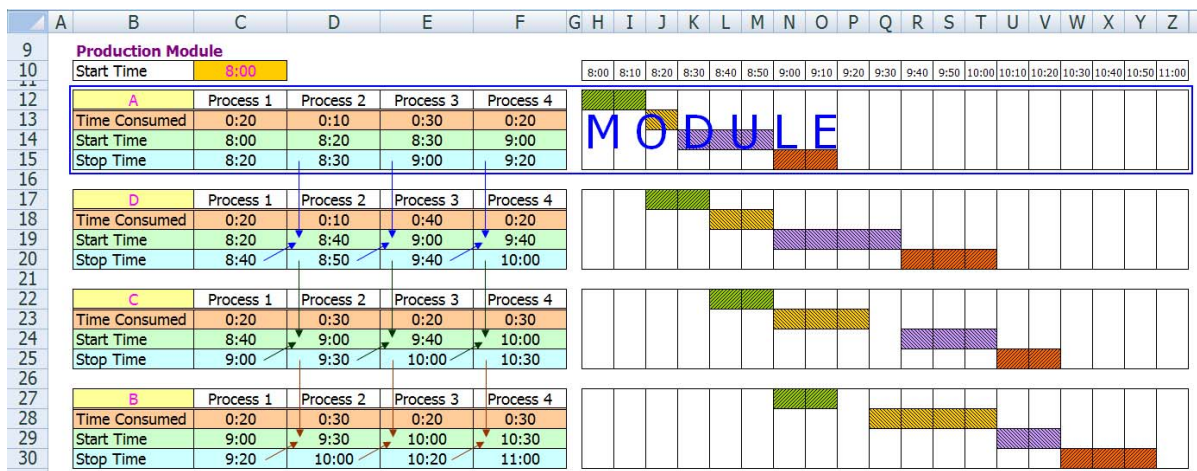 A B C D E F G H I J K L M N O P Q R S T U V W X Y Z
9 Production Module
10 Start Time 8:00 8:00 8:10 8:20 8:30 8:40 8:50 9:00 9:10 9:20 9:30 9:40 9:50 10:00 10:10 10:20 10:30 10:40 10:50 11:00
11
12 A Process 1 Process 2 Process 3 Process 4
13 Time Consumed 0:20 0:10 0:30 0:20
MODULE
14 Start Time 8:00 8:20 8:30 9:00
15 Stop Time 8:20 8:30 9:00 9:20
16
17 D Process 1 Process 2 Process 3 Process 4
18 Time Consumed 0:20 0:10 0:40 0:20
19 Start Time 8:20 8:40 9:00 9:40
20 Stop Time 8:40 8:50 9:40 10:00
21
22 C Process 1 Process 2 Process 3 Process 4
23 Time Consumed 0:20 0:30 0:20 0:30
24 Start Time 8:40 9:00 9:40 10:00
25 Stop Time 9:00 9:30 10:00 10:30
26
27 B Process 1 Process 2 Process 3 Process 4
28 Time Consumed 0:20 0:30 0:20 0:30
29 Start Time 9:00 9:30 10:00 10:30
30 Stop Time 9:20 10:00 10:20 11:00